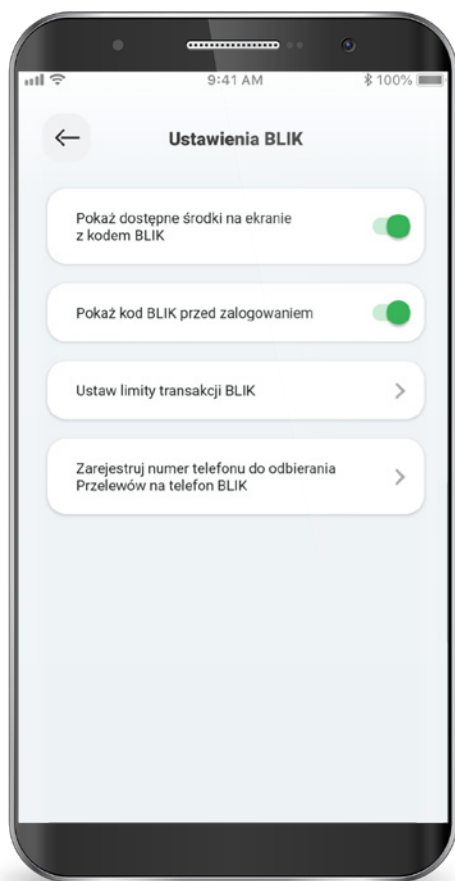 9:41 AM
100%
Ustawienia BLIK
Pokaż dostępne środki na ekranie
z kodem BLIK
Pokaż kod BLIK przed zalogowaniem
Ustaw limity transakcji BLIK
Zarejestruj numer telefonu do odbierania
Przelewów na telefon BLIK